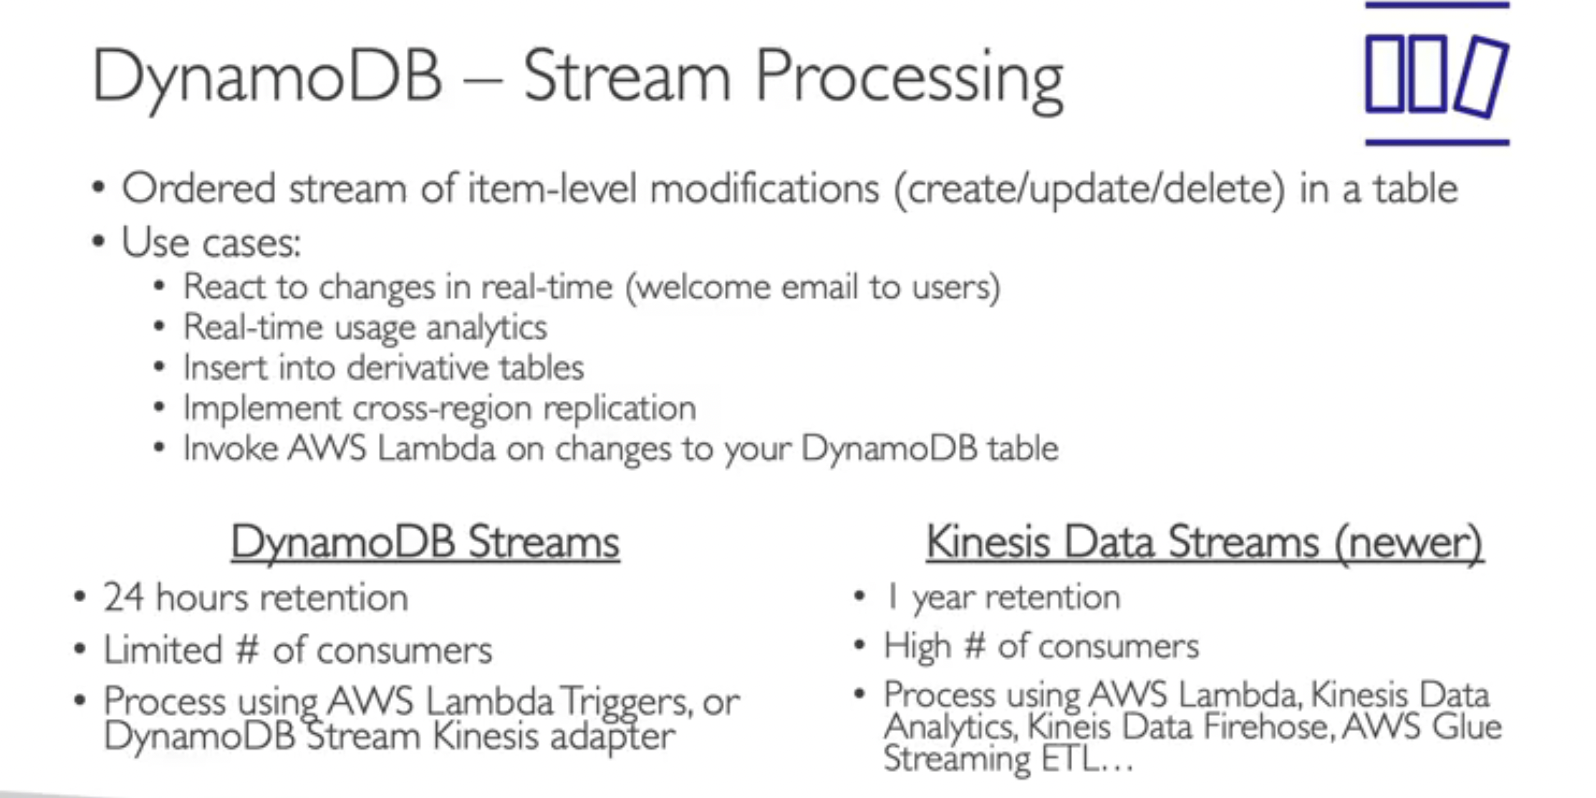 DynamoDB – Stream Processing
• Ordered stream of item-level modifications (create/update/delete) in a table
• Use cases:
• React to changes in real-time (welcome email to users)
• Real-time usage analytics
• Insert into derivative tables
• Implement cross-region replication
• Invoke AWS Lambda on changes to your DynamoDB table
DynamoDB Streams
• 24 hours retention
• Limited # of consumers
• Process using AWS Lambda Triggers, or
DynamoDB Stream Kinesis adapter
Kinesis Data Streams (newer)
• 1 year retention
• High # of consumers
• Process using AWS Lambda, Kinesis Data
Analytics, Kineis Data Firehose, AWS Glue
Streaming ETL…